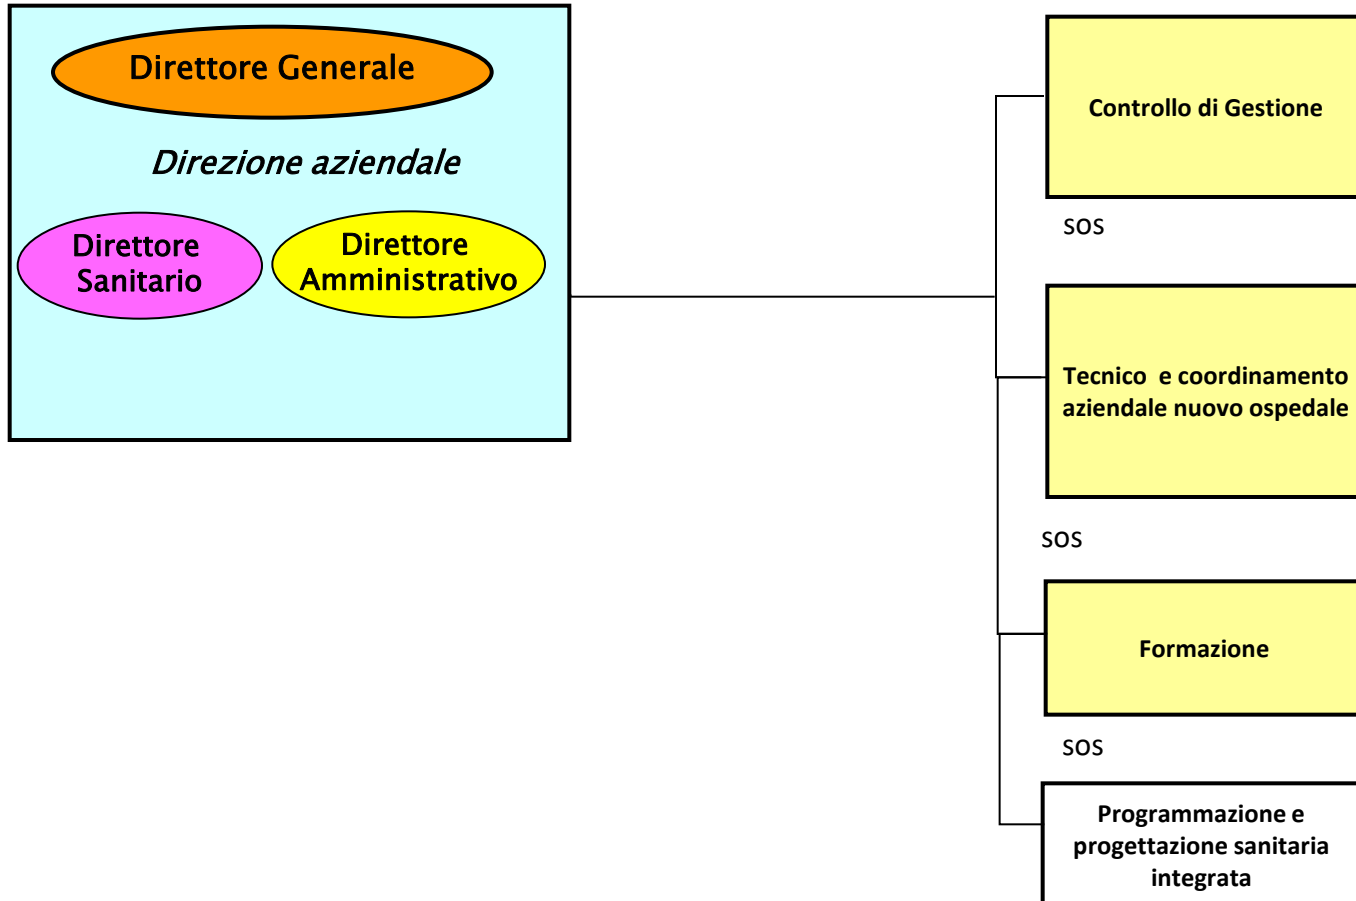 Direttore Generale
Direzione aziendale
Direttore
Sanitario
Direttore
Amministrativo
Controllo di Gestione
SOS
Tecnico e coordinamento
aziendale nuovo ospedale
SOS
Formazione
SOS
Programmazione e
progettazione sanitaria
integrata